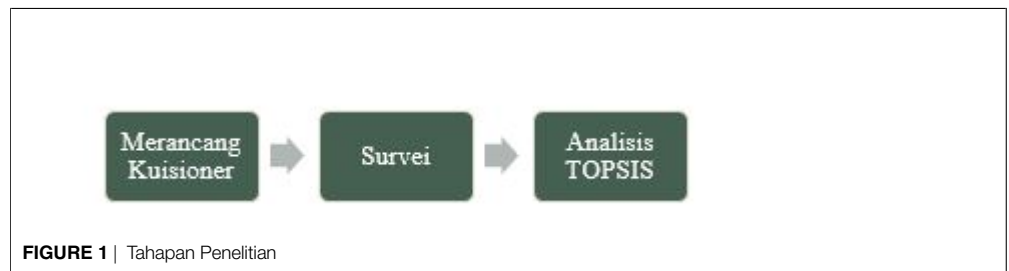 Merancang
Kuisioner
Survei
Analisis
TOPSIS
FIGURE 1 | Tahapan Penelitian